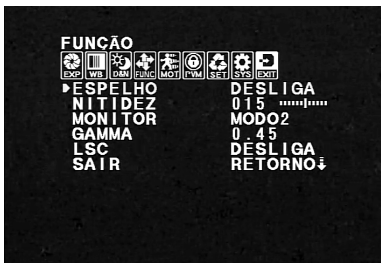 FUNCÃO
EXP WB D&N FUNC MOT PVM SET SYS EXIT
ESPELHO DESLIGA
NITIDEZ 015
MONITOR MODO2
GAMMA 0.45
LSC DESLIGA
SAIR RETORNO